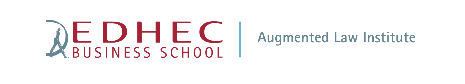 EDHEC
BUSINESS SCHOOL
Augmented Law Institute